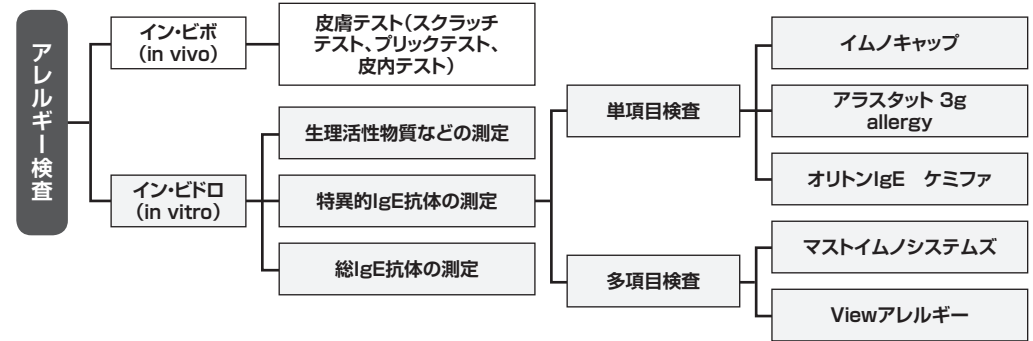 アレルギー検査
イン・ビボ
(in vivo)
皮膚テスト(スクラッチ
テスト、プリックテスト、
皮内テスト)
イン・ビドロ
(in vitro)
生理活性物質などの測定
特異的IgE抗体の測定
総IgE抗体の測定
単項目検査
イムノキャップ
アラスタット 3g
allergy
オリトンIgE　ケミファ
多項目検査
マストイムノシステムズ
Viewアレルギー